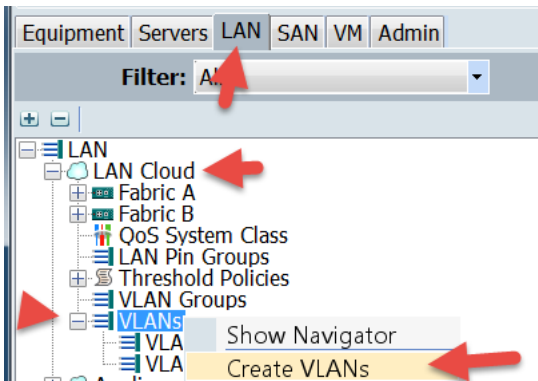 Equipment Servers LAN SAN VM Admin
Filter:
LAN
LAN Cloud
Fabric A
Fabric B
QoS System Class
LAN Pin Groups
Threshold Policies
VLAN Groups
VLANs
Show Navigator
Create VLANs